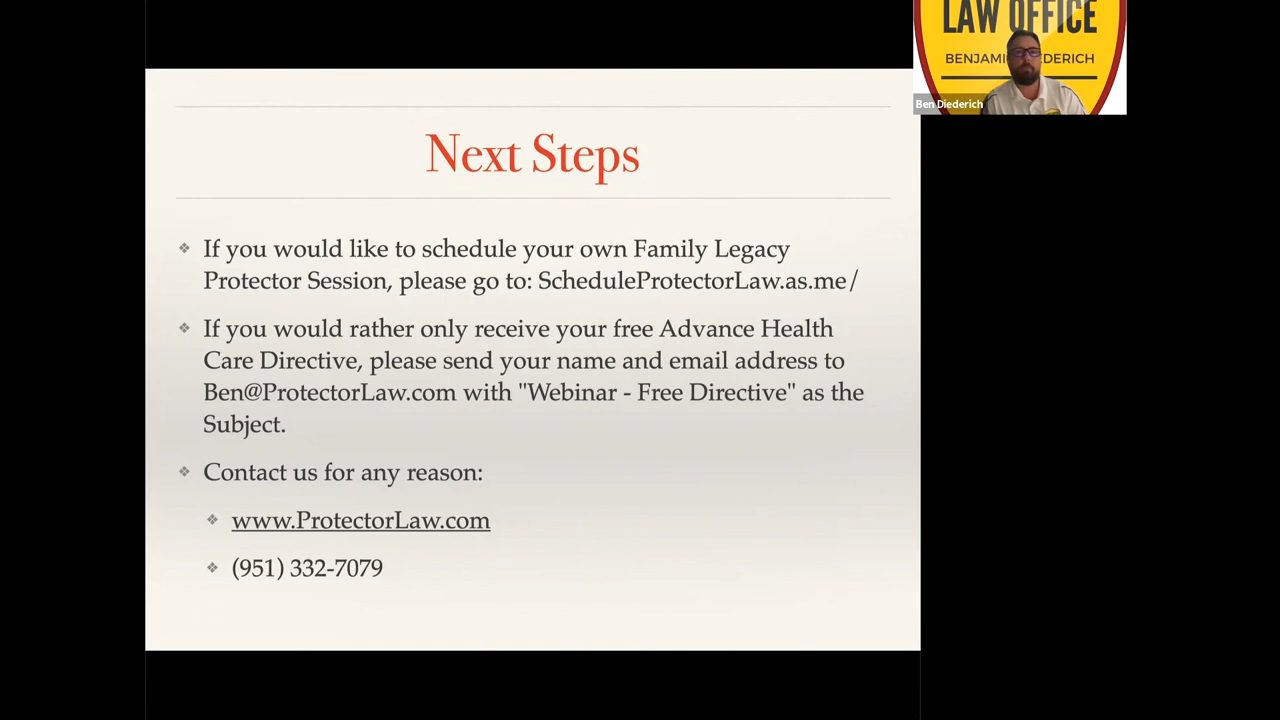 LAW OFFICE
BENJAMI
EDERICH
Ben Diederich
Next Steps
❖ If you would like to schedule your own Family Legacy
Protector Session, please go to: ScheduleProtectorLaw.as.me/
❖ If you would rather only receive your free Advance Health
Care Directive, please send your name and email address to
Ben@ProtectorLaw.com with "Webinar - Free Directive" as the
Subject.
❖ Contact us for any reason:
❖ www.ProtectorLaw.com
❖ (951) 332-7079